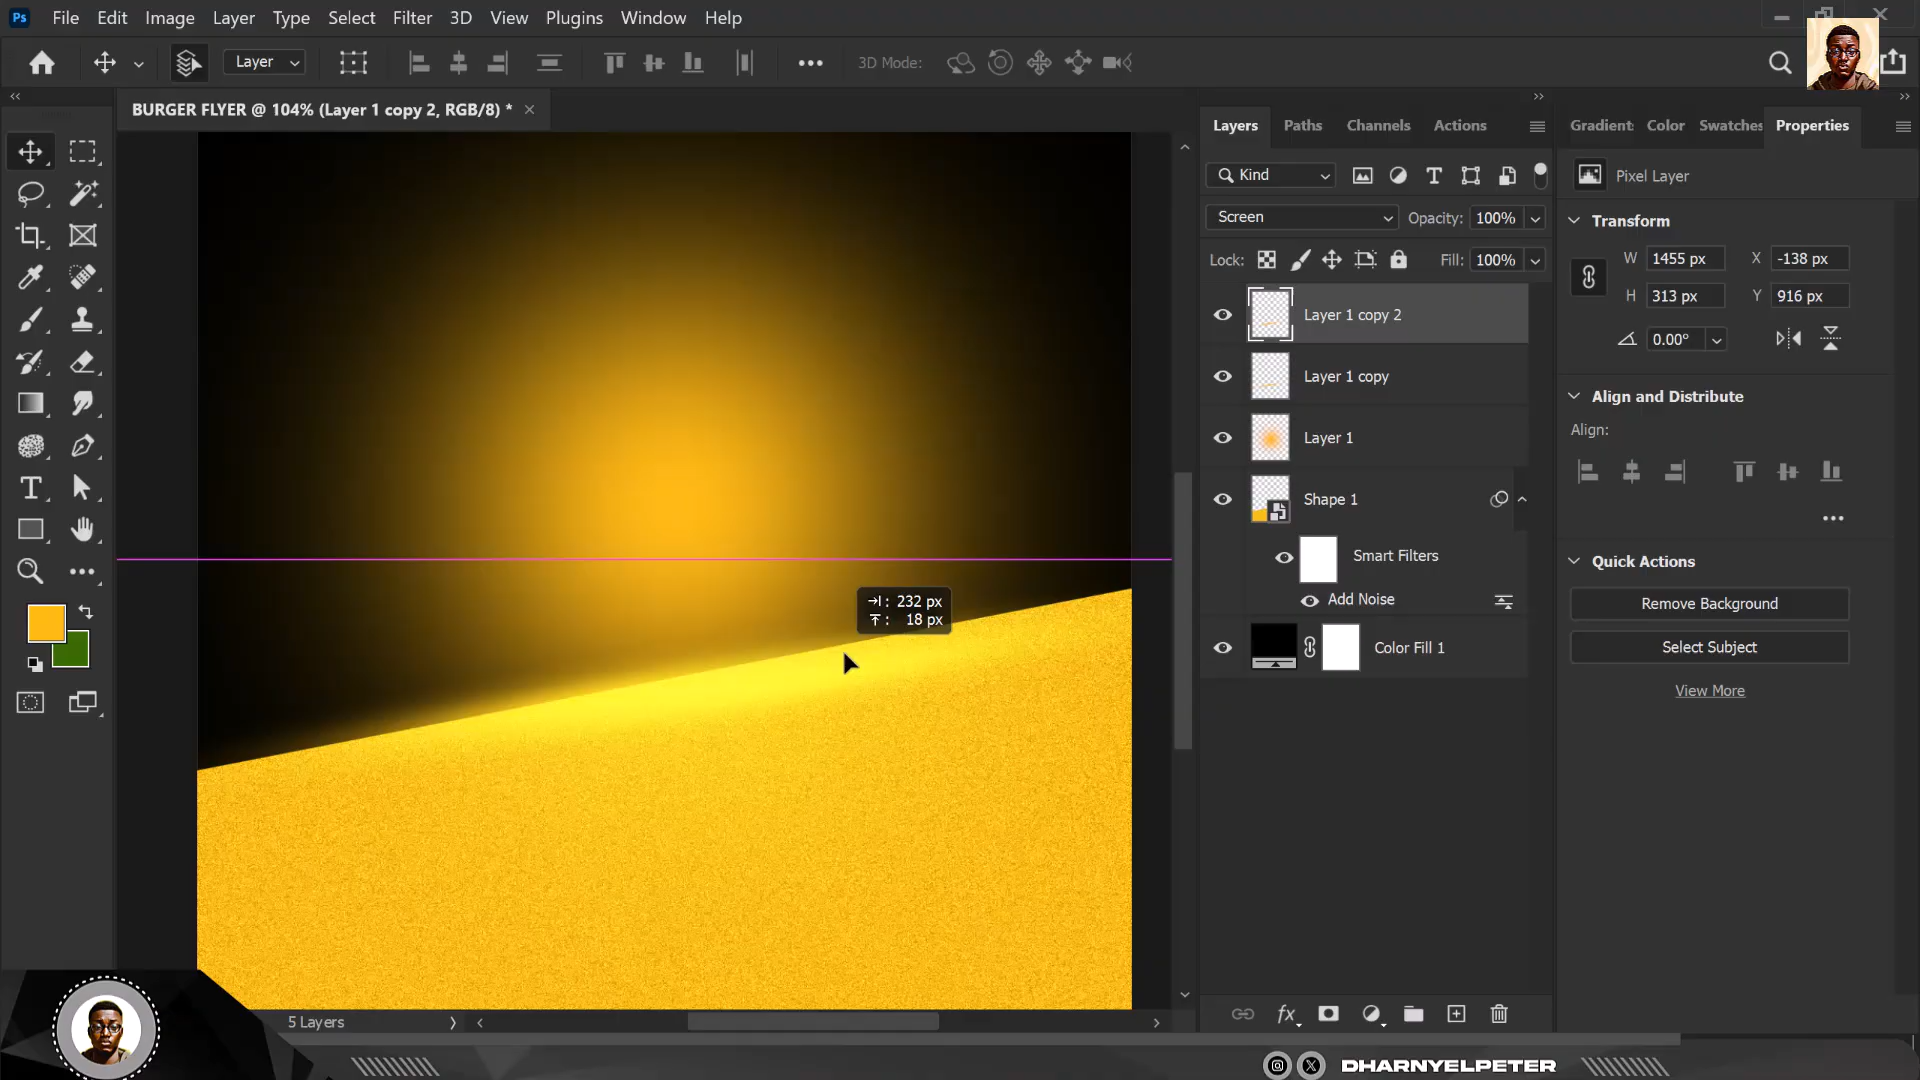 Ps File Edit Image Layer Type Select Filter 3D View Plugins Window Help
Layer
3D Mode:
BURGER FLYER @ 104% (Layer 1 copy 2, RGB/8) *
Layers Paths Channels Actions
Kind
Screen Opacity: 100%
Lock: Fill: 100%
Layer 1 copy 2
Layer 1 copy
Layer 1
Shape 1
Smart Filters
Add Noise
Color Fill 1
Gradient Color Swatches Properties
Pixel Layer
Transform
W 1455 px X -138 px
H 313 px Y 916 px
0.00°
Align and Distribute
Align:
Quick Actions
Remove Background
Select Subject
View More
232 px
18 px
5 Layers
DHARNYELPETER